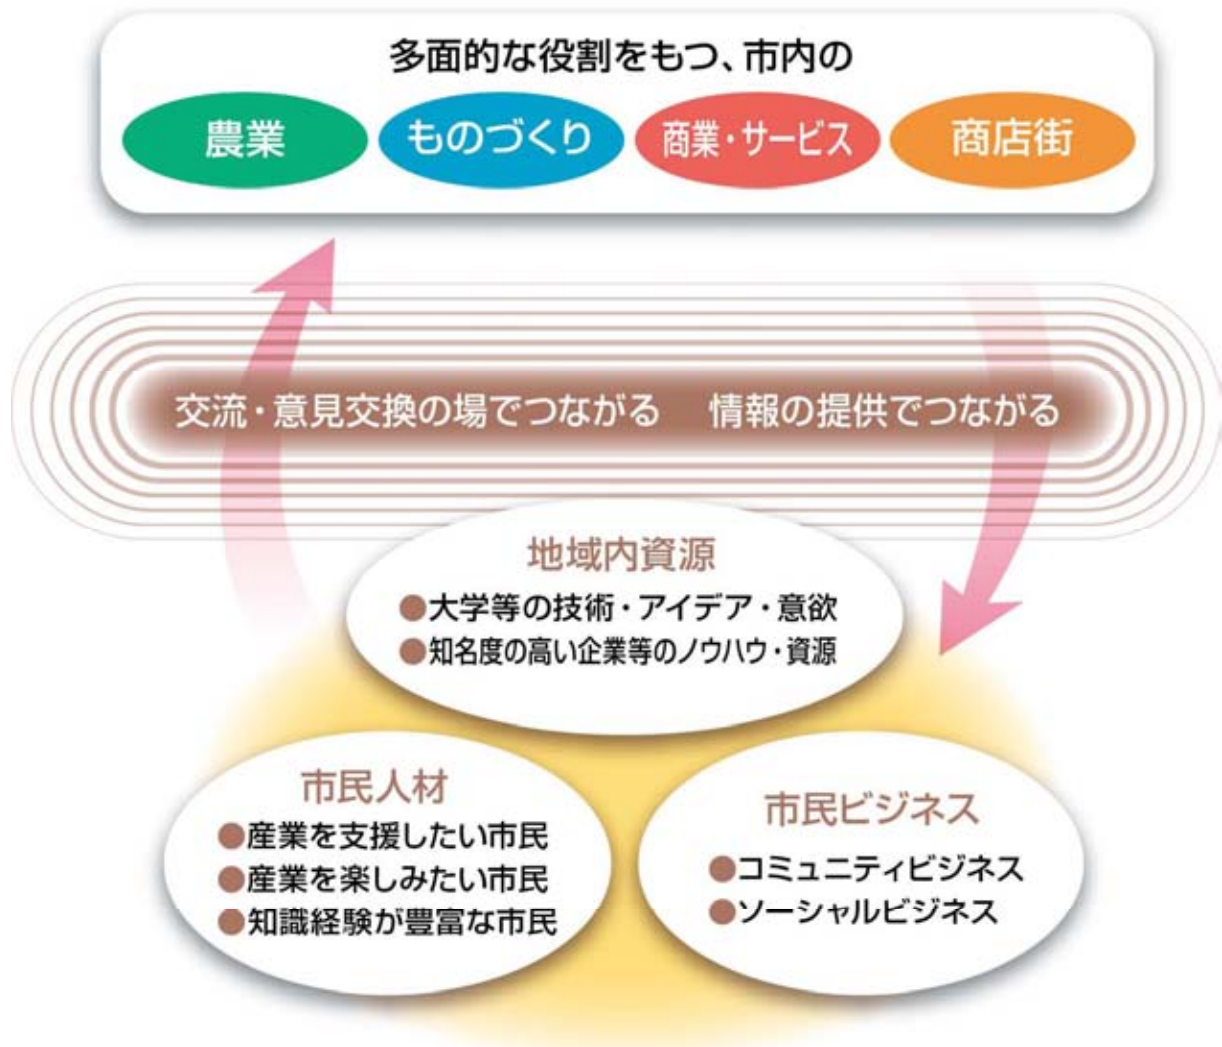 多面的な役割をもつ、市内の
農業 ものづくり 商業・サービス 商店街
交流・意見交換の場でつながる 情報の提供でつながる
地域内資源
●大学等の技術・アイデア・意欲
●知名度の高い企業等のノウハウ・資源
市民人材
●産業を支援したい市民
●産業を楽しみたい市民
●知識経験が豊富な市民
市民ビジネス
●コミュニティビジネス
●ソーシャルビジネス